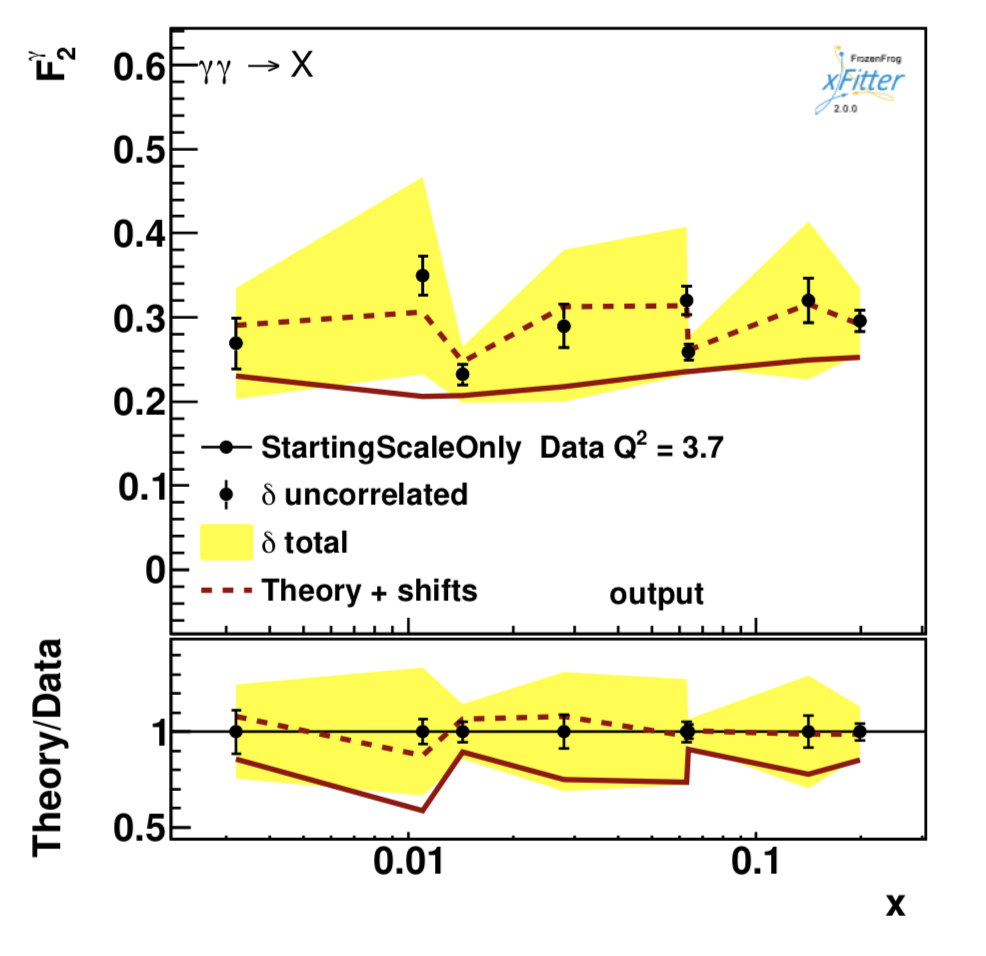 F₂^γ
γγ → X
FrozenFrog
xFitter
2.0.0
0.6
0.5
0.4
0.3
0.2
0.1
0
StartingScaleOnly Data Q² = 3.7
δ uncorrelated
δ total
Theory + shifts
output
Theory/Data
1
0.5
0.01
0.1
x